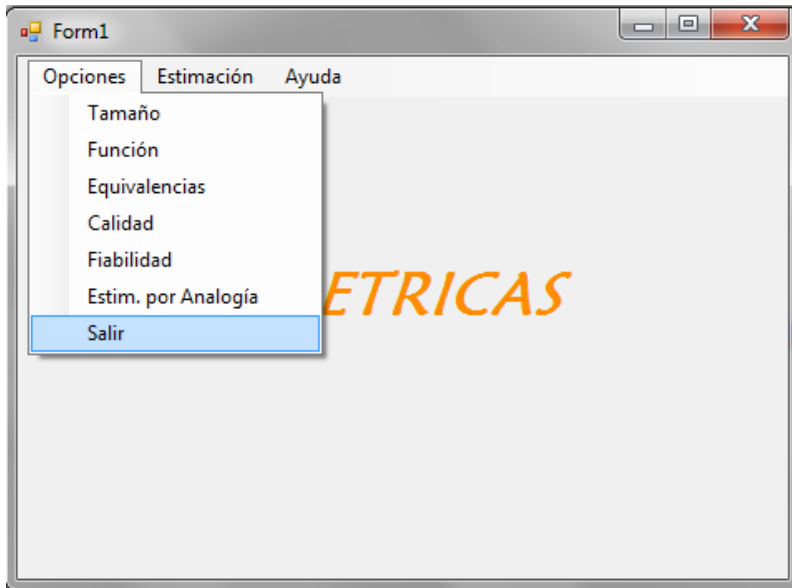 Form1
Opciones Estimación Ayuda
Tamaño
Función
Equivalencias
Calidad
Fiabilidad
Estim. por Analogía
ETRICAS
Salir